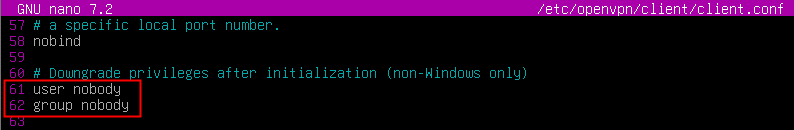 GNU nano 7.2 /etc/openvpn/client/client.conf
57 # a specific local port number.
58 nobind
59
60 # Downgrade privileges after initialization (non-Windows only)
61 user nobody
62 group nobody
63